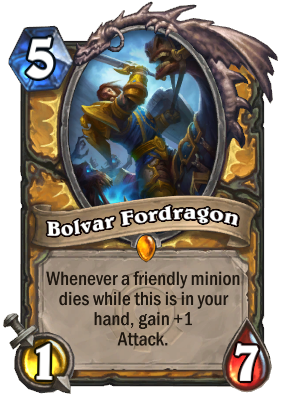 5
Bolvar Fordragon
Whenever a friendly minion
dies while this is in your
hand, gain +1
Attack.
1
7